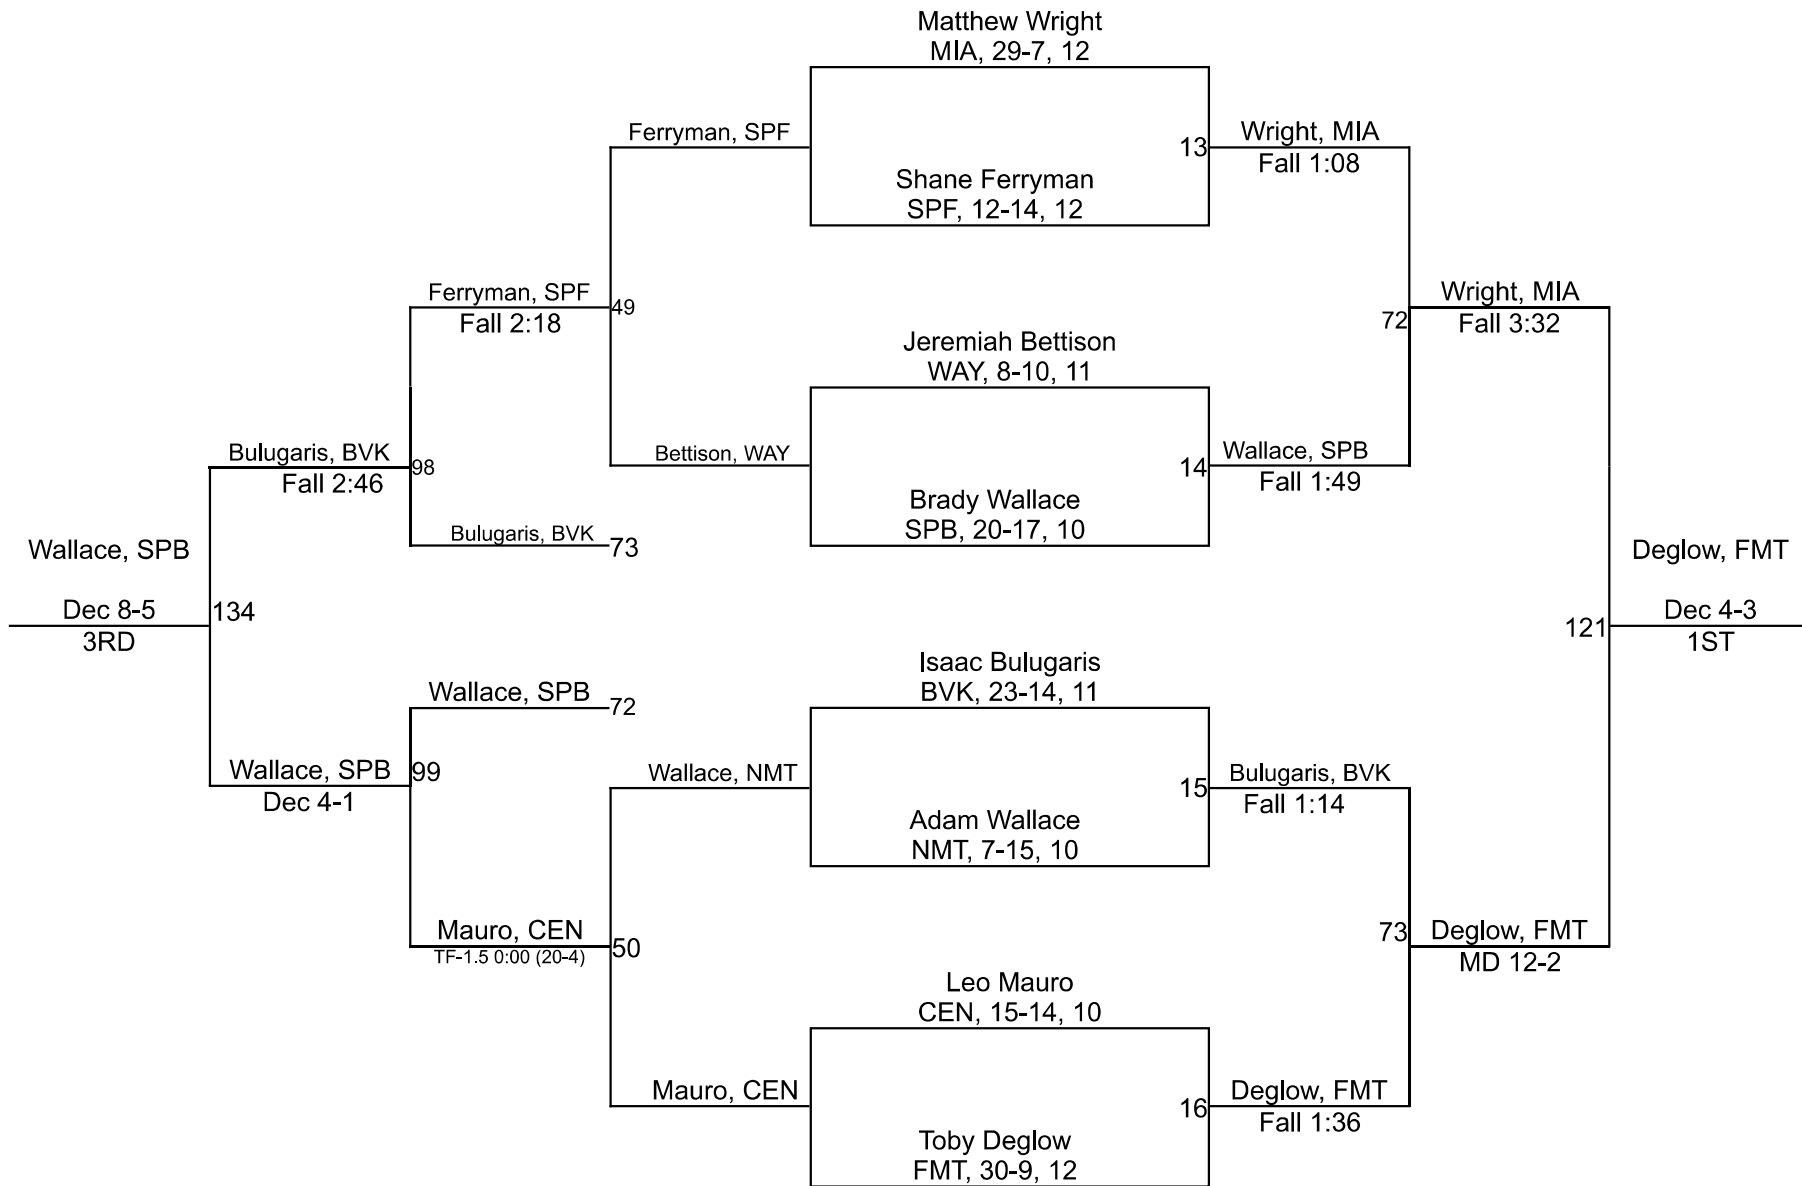 Matthew Wright
MIA, 29-7, 12
Ferryman, SPF
13
Wright, MIA
Fall 1:08
Shane Ferryman
SPF, 12-14, 12
Ferryman, SPF
Fall 2:18
49
72
Wright, MIA
Fall 3:32
Jeremiah Bettison
WAY, 8-10, 11
Bulugaris, BVK
Fall 2:46
98
Bettison, WAY
14
Wallace, SPB
Fall 1:49
Brady Wallace
SPB, 20-17, 10
Bulugaris, BVK
73
Wallace, SPB
Dec 8-5
3RD
134
Deglow, FMT
121
Dec 4-3
1ST
Isaac Bulugaris
BVK, 23-14, 11
Wallace, SPB
72
Wallace, SPB
Dec 4-1
99
Wallace, NMT
15
Bulugaris, BVK
Fall 1:14
Adam Wallace
NMT, 7-15, 10
Mauro, CEN
TF-1.5 0:00 (20-4)
50
73
Deglow, FMT
MD 12-2
Leo Mauro
CEN, 15-14, 10
Mauro, CEN
16
Deglow, FMT
Fall 1:36
Toby Deglow
FMT, 30-9, 12